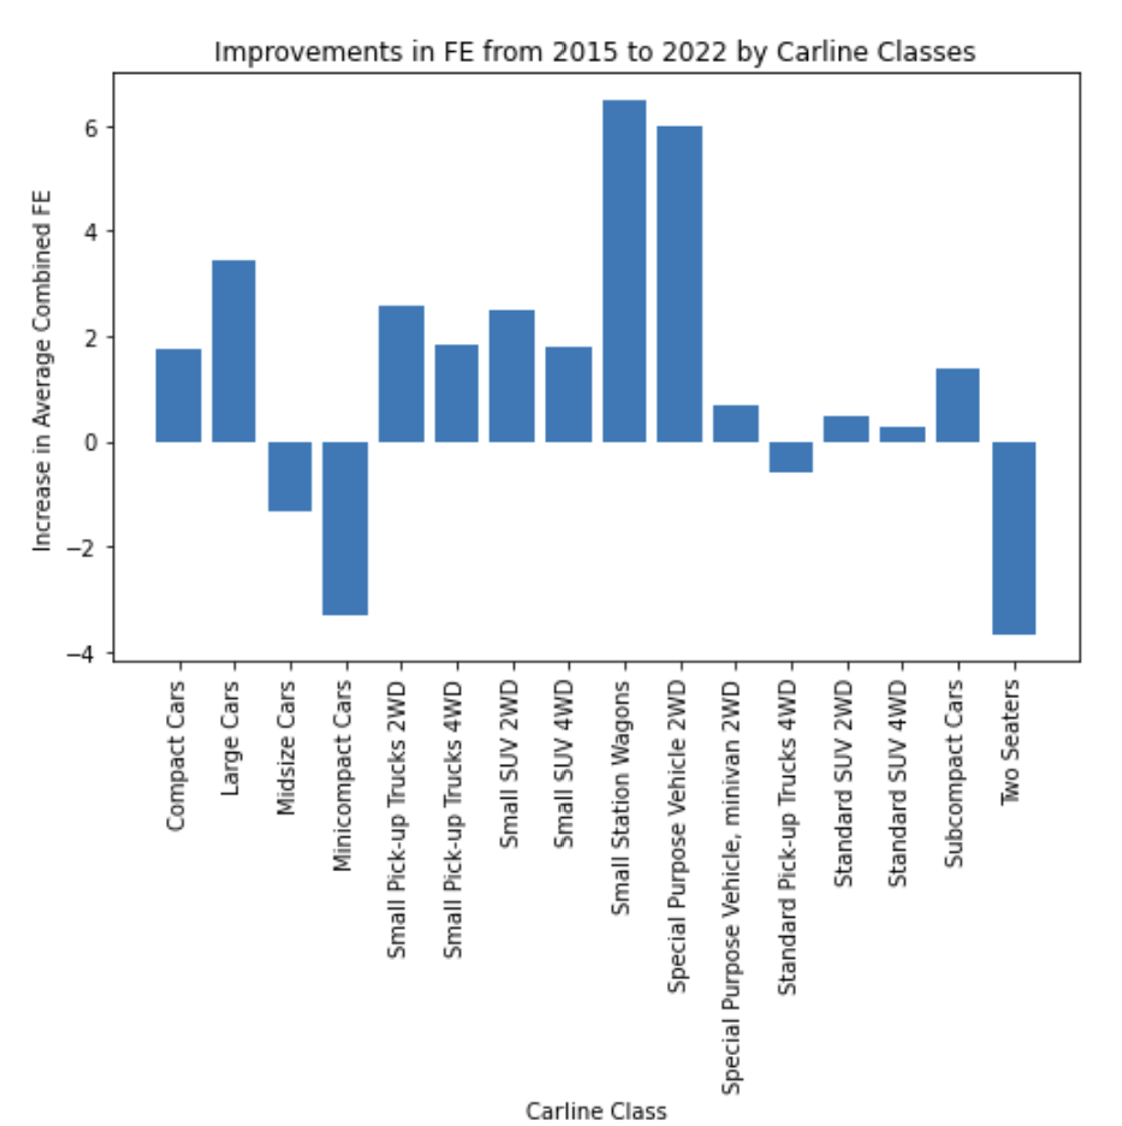 Improvements in FE from 2015 to 2022 by Carline Classes
Increase in Average Combined FE
6
4
2
0
−2
−4
Compact Cars
Large Cars
Midsize Cars
Minicompact Cars
Small Pick-up Trucks 2WD
Small Pick-up Trucks 4WD
Small SUV 2WD
Small SUV 4WD
Small Station Wagons
Special Purpose Vehicle 2WD
Special Purpose Vehicle, minivan 2WD
Standard Pick-up Trucks 4WD
Standard SUV 2WD
Standard SUV 4WD
Subcompact Cars
Two Seaters
Carline Class